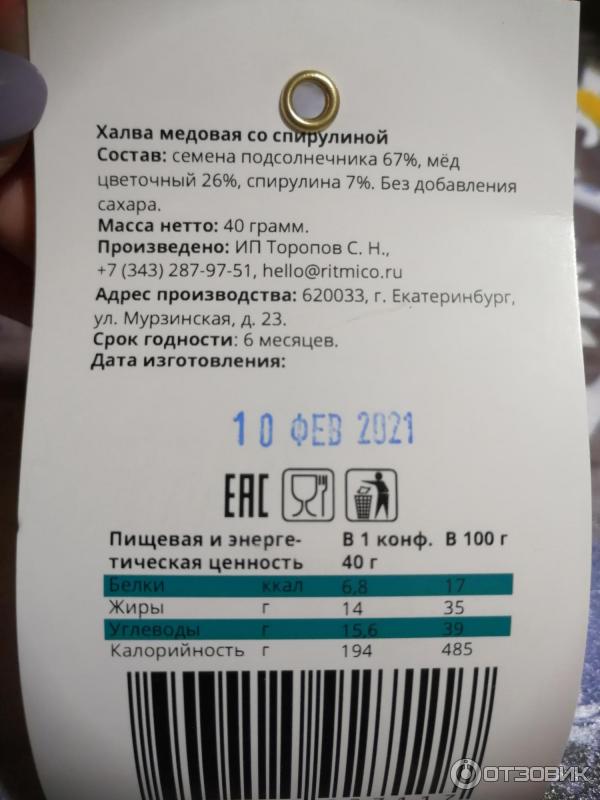 Халва медовая со спирулиной
Состав: семена подсолнечника 67%, мёд
цветочный 26%, спирулина 7%. Без добавления
сахара.
Масса нетто: 40 грамм.
Произведено: ИП Торопов С. Н.,
+7 (343) 287-97-51, hello@ritmico.ru
Адрес производства: 620033, г. Екатеринбург,
ул. Мурзинская, д. 23.
Срок годности: 6 месяцев.
Дата изготовления:
10 ФЕВ 2021
ЕАС
Пищевая и энерге- В 1 конф. В 100 г
тическая ценность 40 г
Белки ккал 6,8 17
Жиры г 14 35
Углеводы г 15,6 39
Калорийность г 194 485
ОТЗОВИК